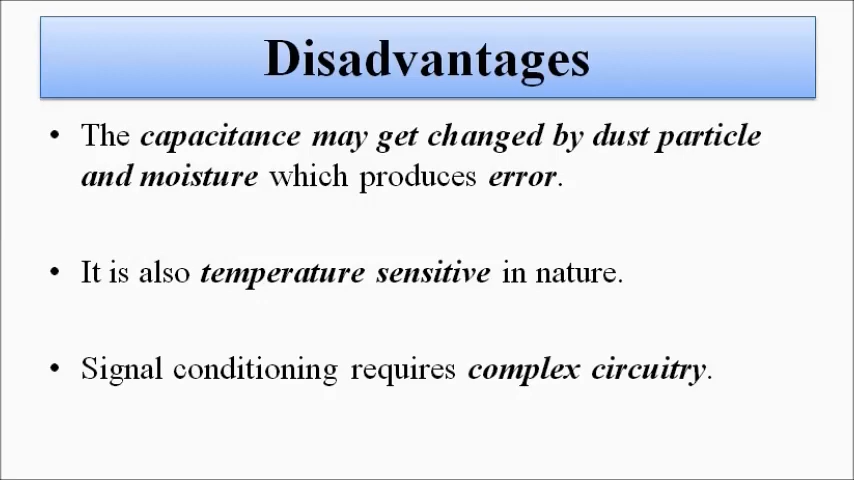 Disadvantages
• The capacitance may get changed by dust particle
and moisture which produces error.
• It is also temperature sensitive in nature.
• Signal conditioning requires complex circuitry.